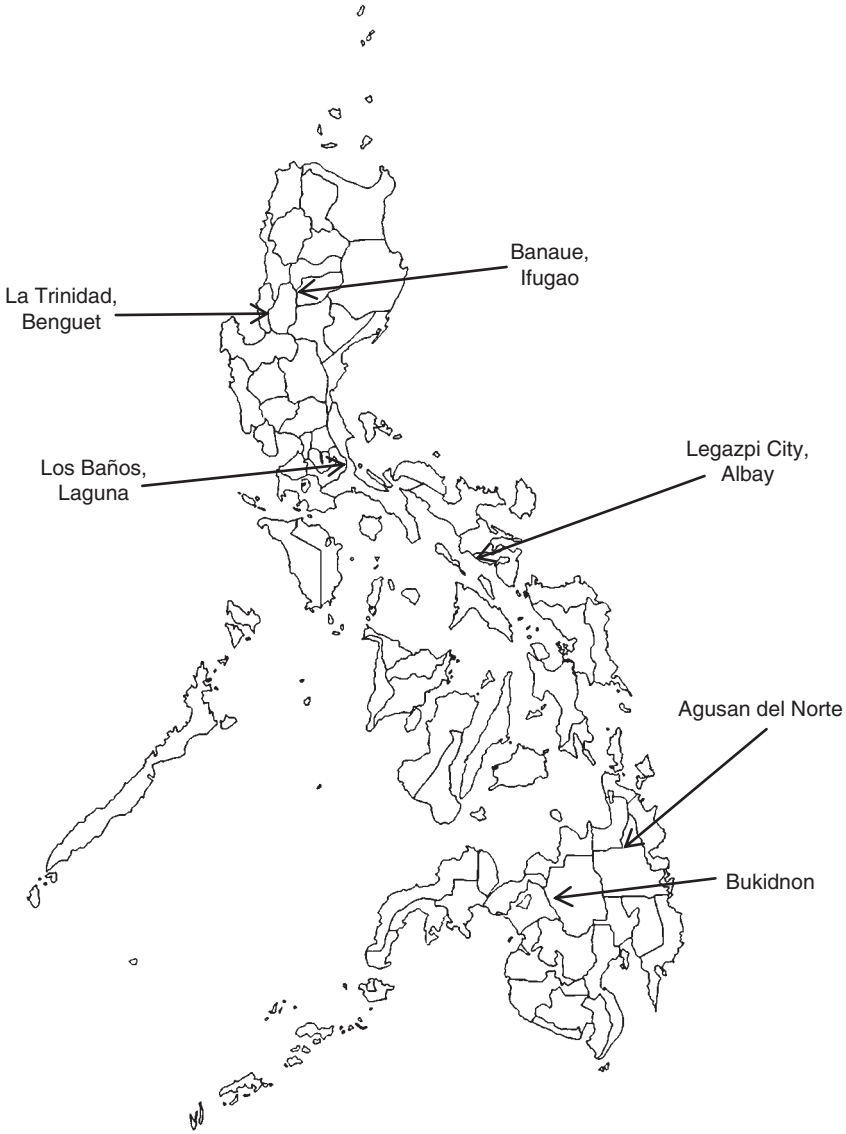 Banaue,
Ifugao
La Trinidad,
Benguet
Legazpi City,
Albay
Los Baños,
Laguna
Agusan del Norte
Bukidnon